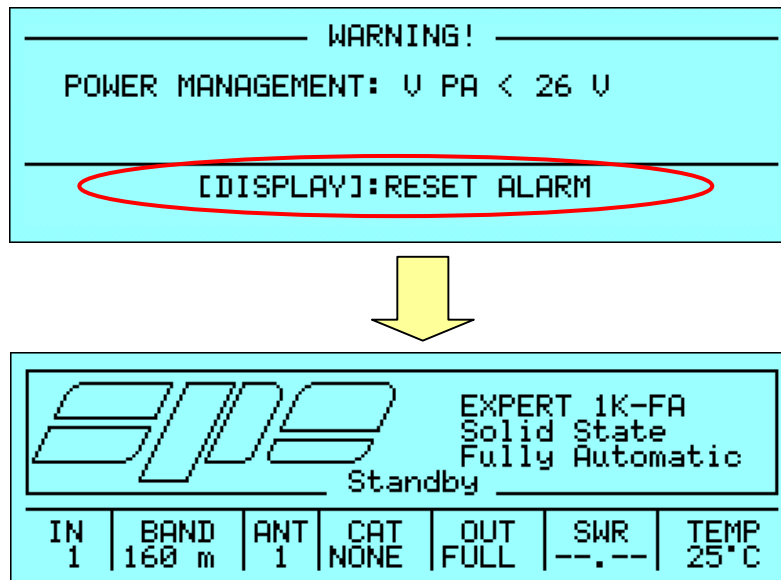 WARNING!
POWER MANAGEMENT: V PA < 26 V
[DISPLAY]:RESET ALARM
spe
EXPERT 1K-FA
Solid State
Fully Automatic
Standby
IN BAND ANT CAT OUT SWR TEMP
1 160 m 1 NONE FULL --.-- 25°C